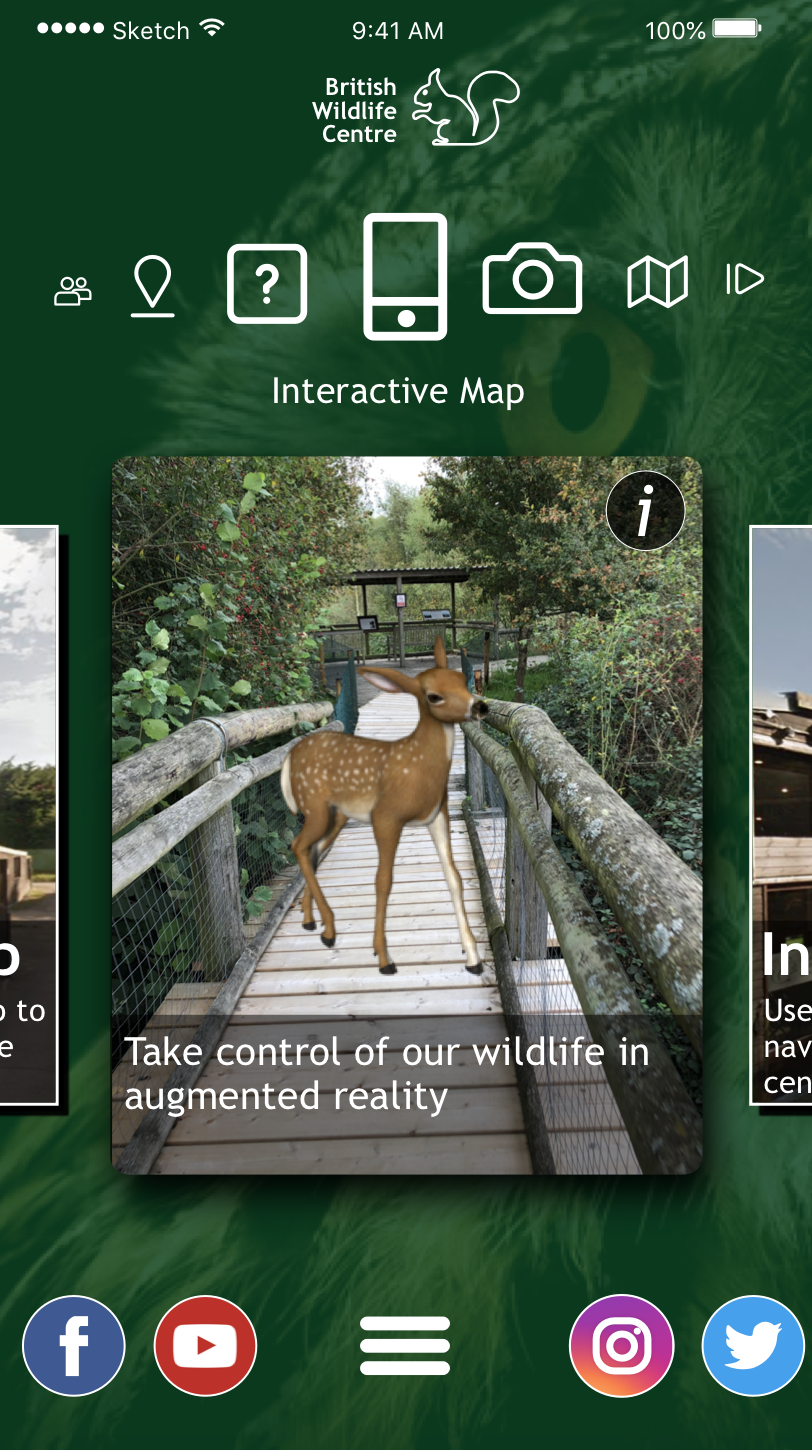 Sketch 9:41 AM 100%
British
Wildlife
Centre
?
Interactive Map
i
Take control of our wildlife in
augmented reality
to
In
Use
nav
cen